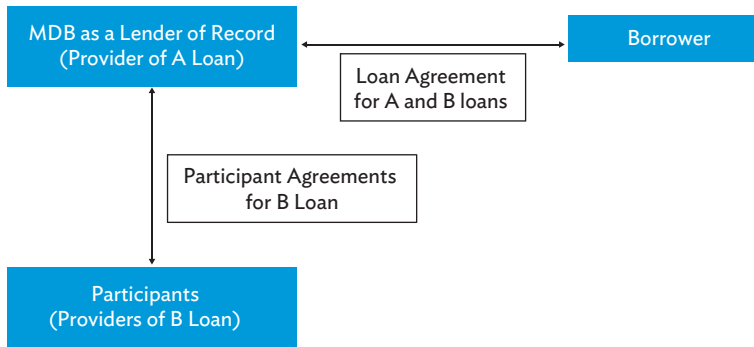 MDB as a Lender of Record
(Provider of A Loan)
Borrower
Loan Agreement
for A and B loans
Participant Agreements
for B Loan
Participants
(Providers of B Loan)